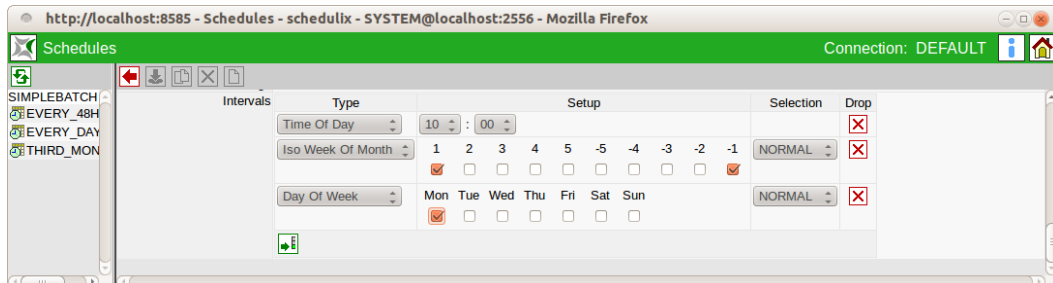 http://localhost:8585 - Schedules - schedulix - SYSTEM@localhost:2556 - Mozilla Firefox
Schedules Connection: DEFAULT
SIMPLEBATCH
EVERY_48H
EVERY_DAY
THIRD_MON
Intervals Type Setup Selection Drop
Time Of Day 10 : 00
Iso Week Of Month 1 2 3 4 5 -5 -4 -3 -2 -1 NORMAL
Day Of Week Mon Tue Wed Thu Fri Sat Sun NORMAL